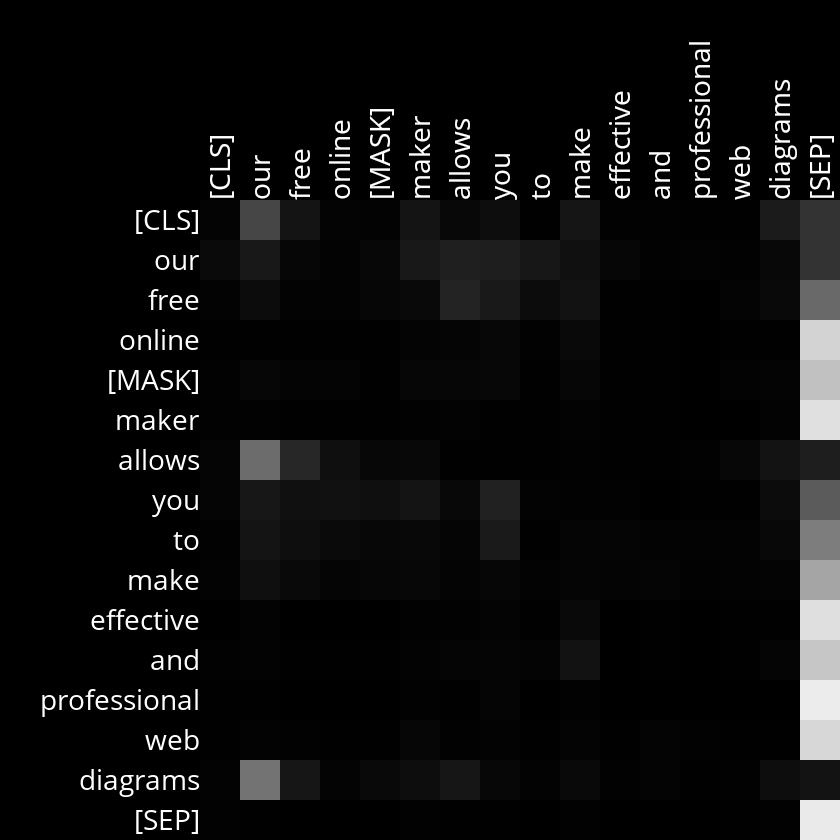 [CLS] our free online [MASK] maker allows you to make effective and professional web diagrams [SEP]
[CLS]
our
free
online
[MASK]
maker
allows
you
to
make
effective
and
professional
web
diagrams
[SEP]